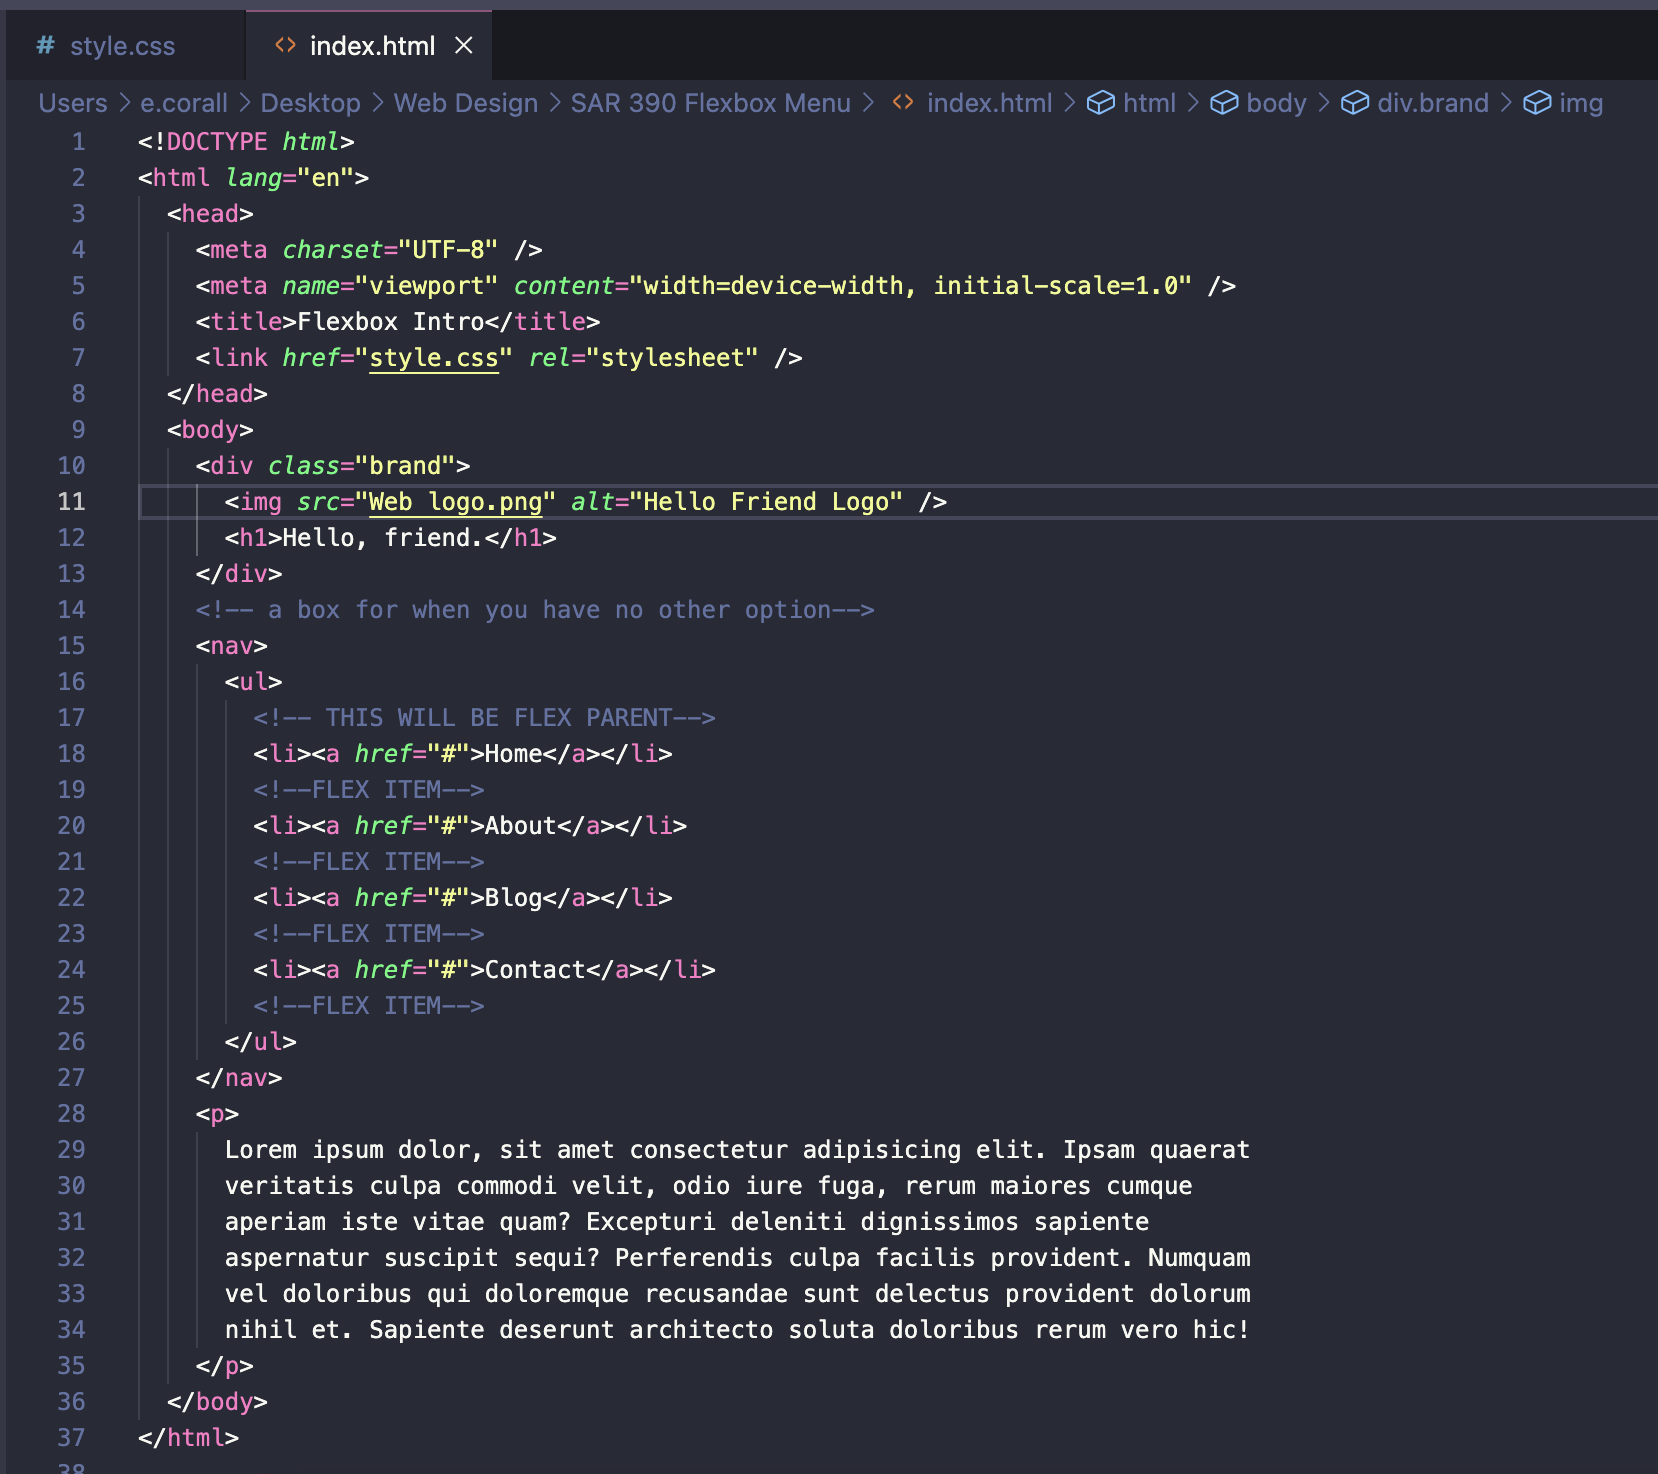 # style.css <> index.html ×
Users > e.corall > Desktop > Web Design > SAR 390 Flexbox Menu > <> index.html > html > body > div.brand > img
1 <!DOCTYPE html>
2 <html lang="en">
3 <head>
4 <meta charset="UTF-8" />
5 <meta name="viewport" content="width=device-width, initial-scale=1.0" />
6 <title>Flexbox Intro</title>
7 <link href="style.css" rel="stylesheet" />
8 </head>
9 <body>
10 <div class="brand">
11 <img src="Web logo.png" alt="Hello Friend Logo" />
12 <h1>Hello, friend.</h1>
13 </div>
14 <!-- a box for when you have no other option-->
15 <nav>
16 <ul>
17 <!-- THIS WILL BE FLEX PARENT-->
18 <li><a href="#">Home</a></li>
19 <!--FLEX ITEM-->
20 <li><a href="#">About</a></li>
21 <!--FLEX ITEM-->
22 <li><a href="#">Blog</a></li>
23 <!--FLEX ITEM-->
24 <li><a href="#">Contact</a></li>
25 <!--FLEX ITEM-->
26 </ul>
27 </nav>
28 <p>
29 Lorem ipsum dolor, sit amet consectetur adipisicing elit. Ipsam quaerat
30 veritatis culpa commodi velit, odio iure fuga, rerum maiores cumque
31 aperiam iste vitae quam? Excepturi deleniti dignissimos sapiente
32 aspernatur suscipit sequi? Perferendis culpa facilis provident. Numquam
33 vel doloribus qui doloremque recusandae sunt delectus provident dolorum
34 nihil et. Sapiente deserunt architecto soluta doloribus rerum vero hic!
35 </p>
36 </body>
37 </html>
38